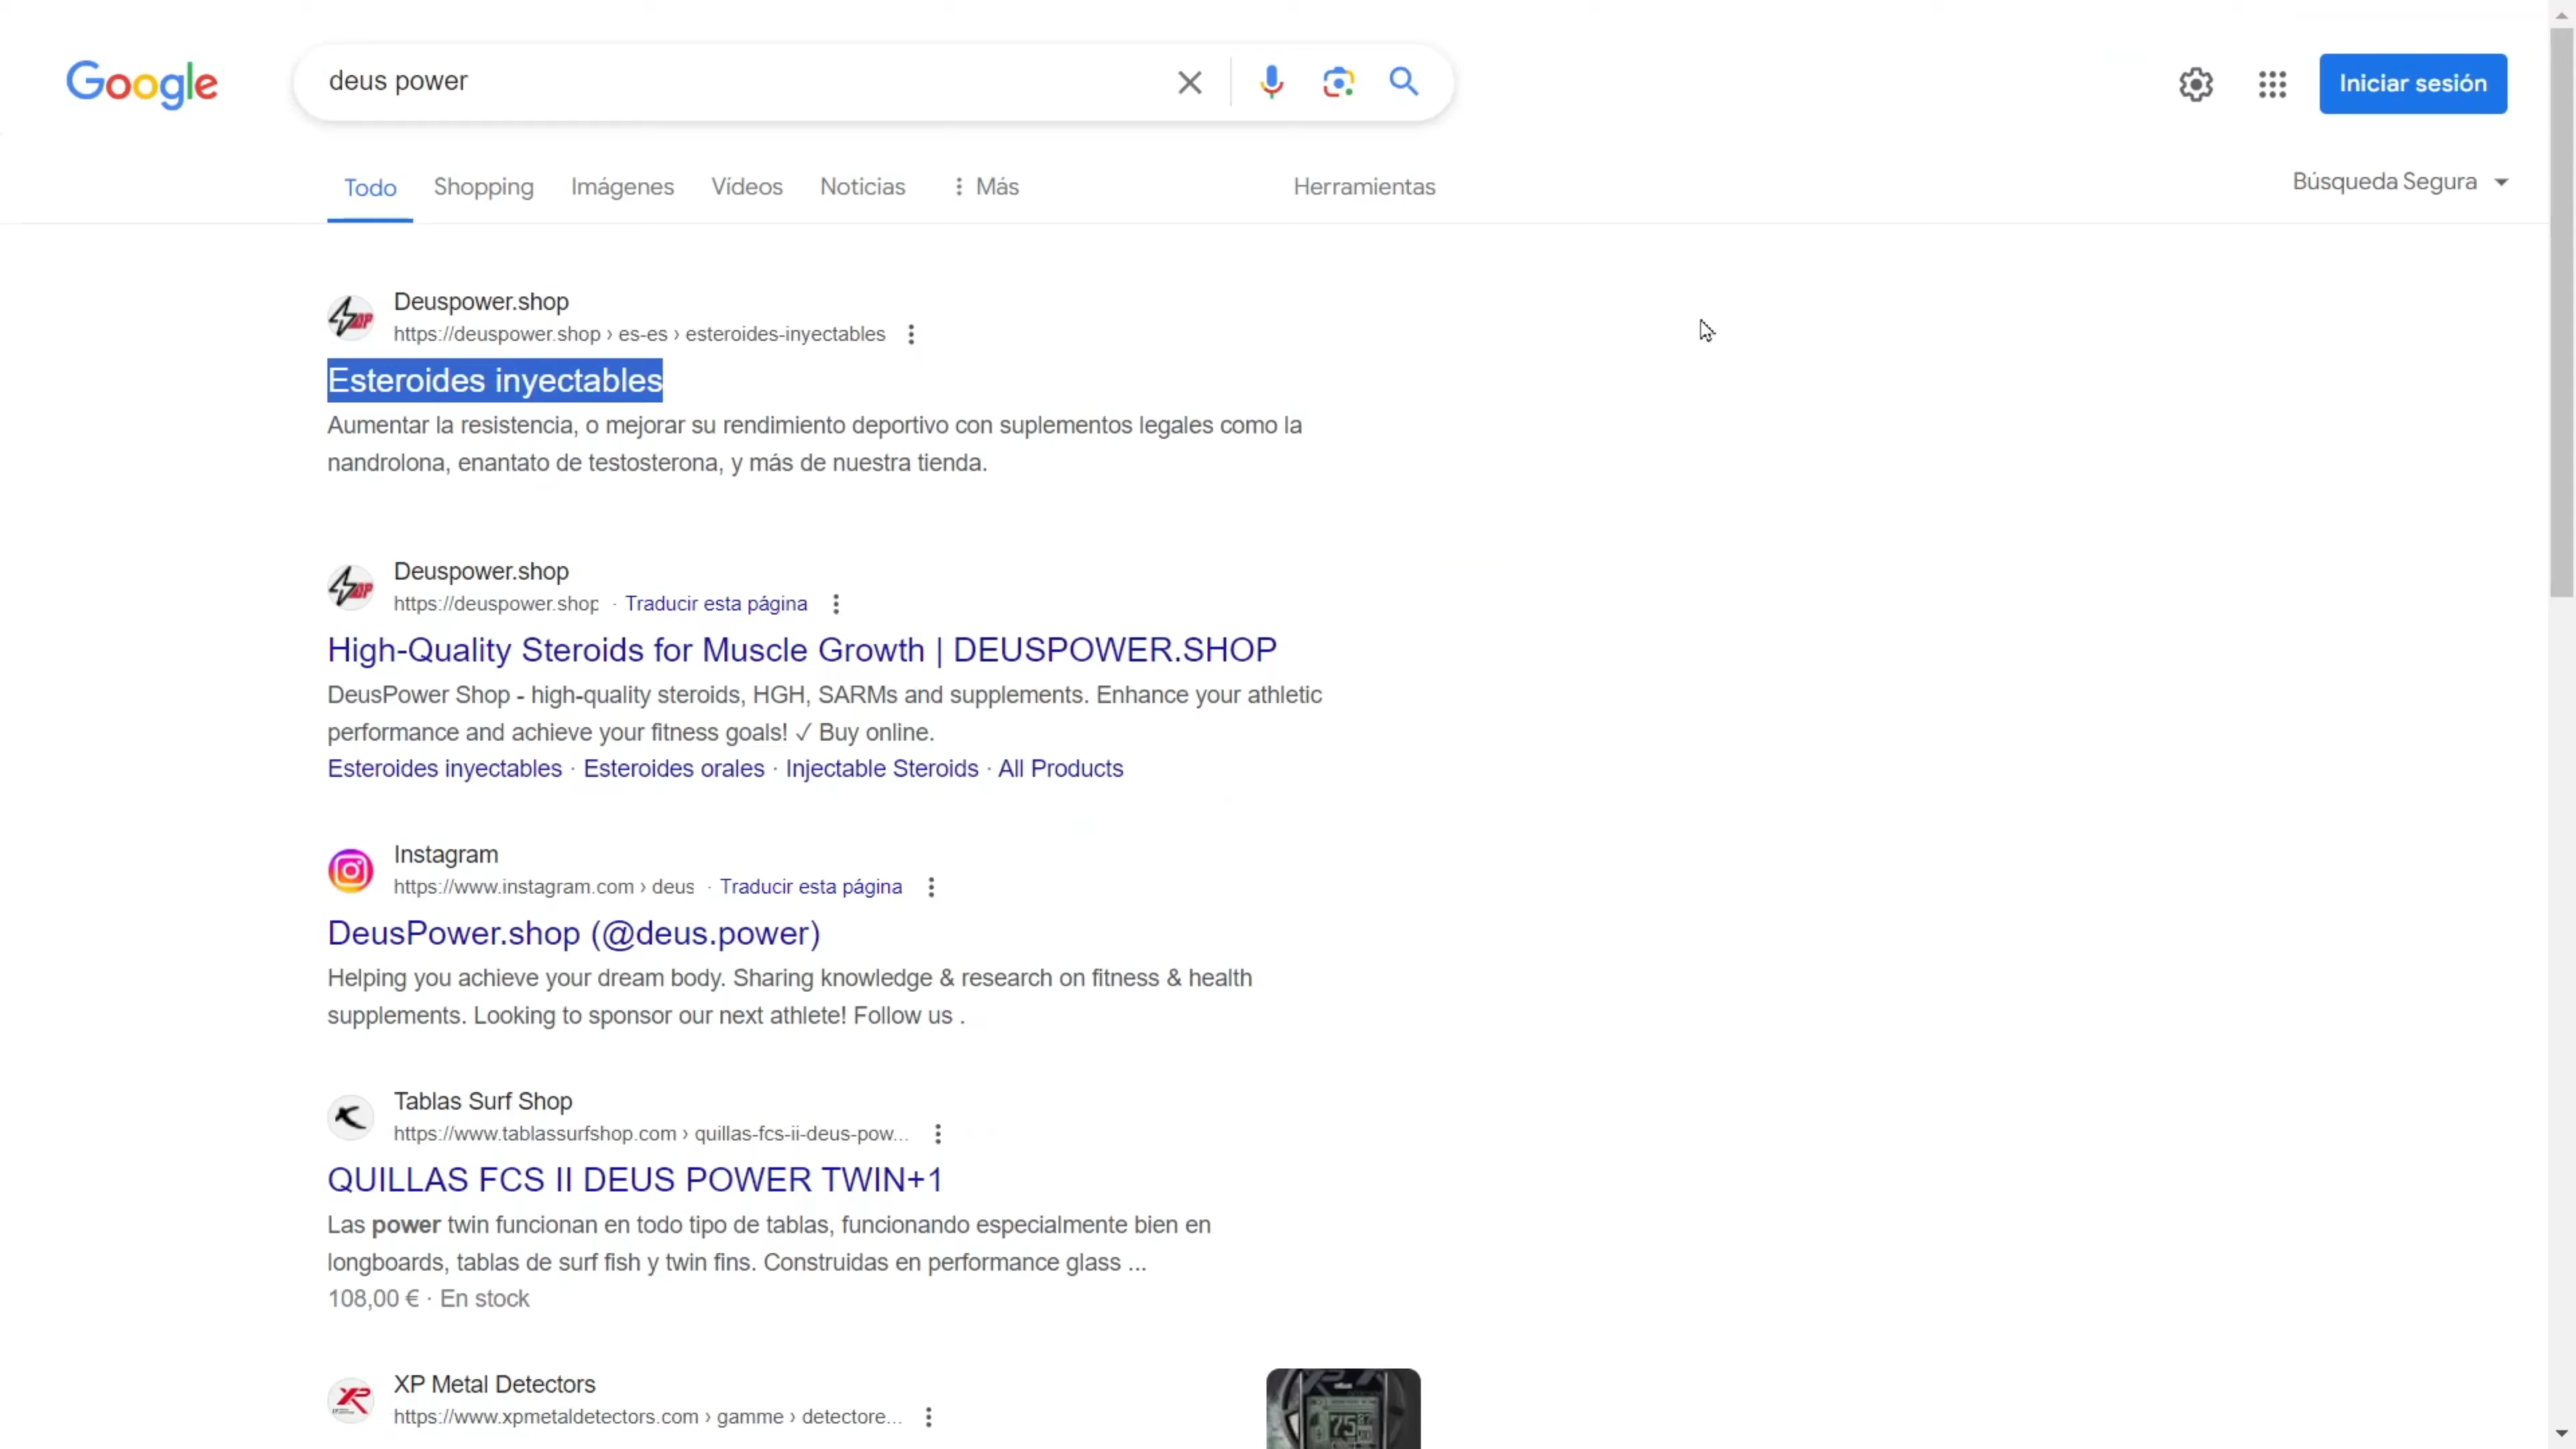 Google
deus power
Iniciar sesión
Todo
Shopping
Imágenes
Vídeos
Noticias
Más
Herramientas
Búsqueda Segura
Deuspower.shop
https://deuspower.shop › es-es › esteroides-inyectables
Esteroides inyectables
Aumentar la resistencia, o mejorar su rendimiento deportivo con suplementos legales como la
nandrolona, enantato de testosterona, y más de nuestra tienda.
Deuspower.shop
https://deuspower.shop · Traducir esta página
High-Quality Steroids for Muscle Growth | DEUSPOWER.SHOP
DeusPower Shop - high-quality steroids, HGH, SARMs and supplements. Enhance your athletic
performance and achieve your fitness goals! ✓ Buy online.
Esteroides inyectables · Esteroides orales · Injectable Steroids · All Products
Instagram
https://www.instagram.com › deus · Traducir esta página
DeusPower.shop (@deus.power)
Helping you achieve your dream body. Sharing knowledge & research on fitness & health
supplements. Looking to sponsor our next athlete! Follow us .
Tablas Surf Shop
https://www.tablassurfshop.com › quillas-fcs-ii-deus-pow...
QUILLAS FCS II DEUS POWER TWIN+1
Las power twin funcionan en todo tipo de tablas, funcionando especialmente bien en
longboards, tablas de surf fish y twin fins. Construidas en performance glass ...
108,00 € · En stock
XP Metal Detectors
https://www.xpmetaldetectors.com › gamme › detectore...